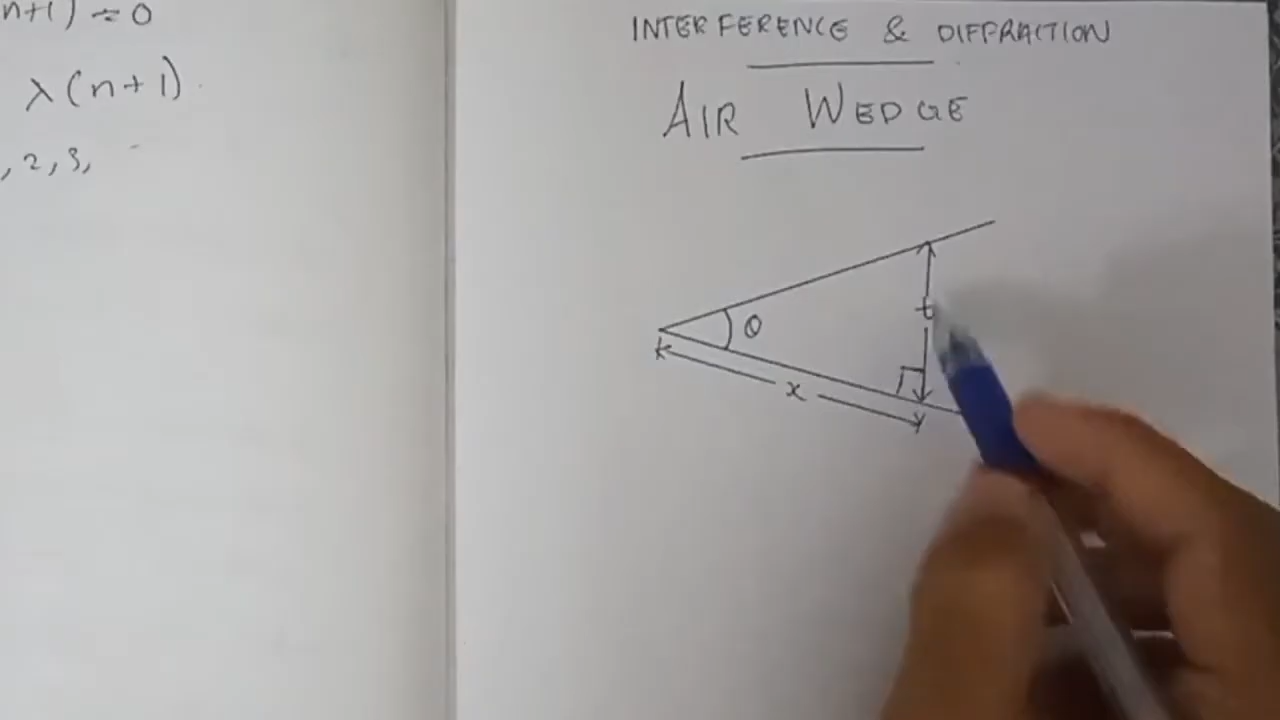 n+1) = 0
λ(n+1)
, 2, 3,
INTERFERENCE & DIFFRACTION
AIR WEDGE
θ
t
x